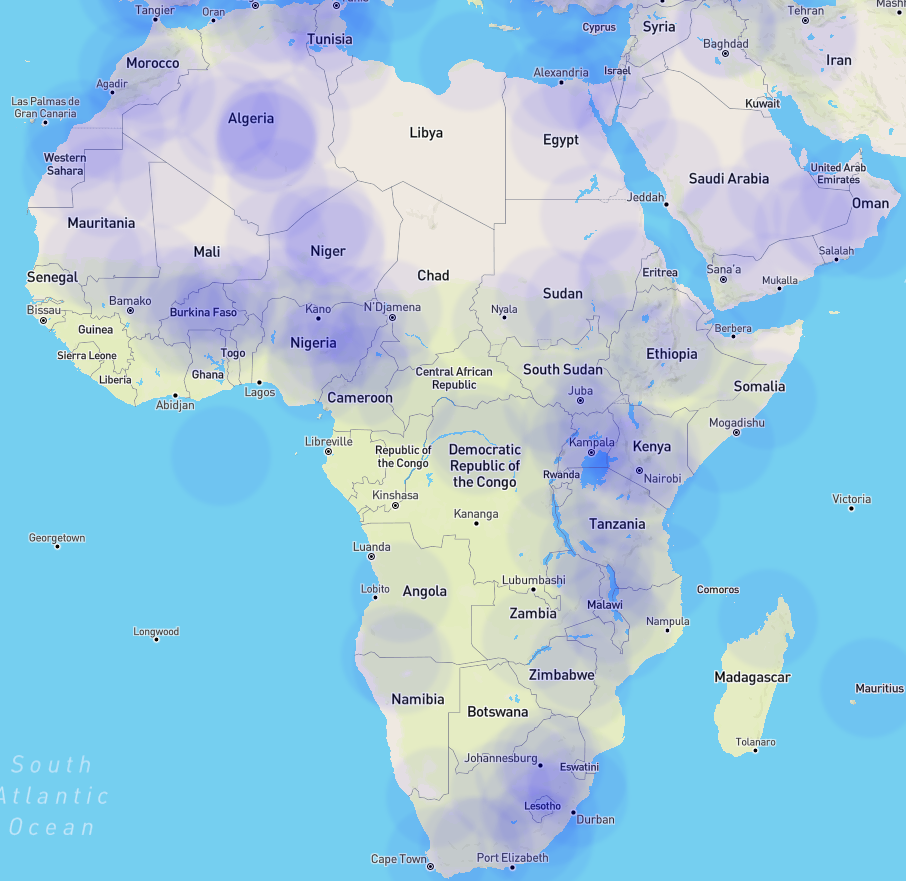 Tangier
Oran
Tunisia
Cyprus
Syria
Tehran
Mash
Morocco
Baghdad
Iran
Agadir
Alexandria
Israel
Las Palmas de
Gran Canaria
Algeria
Libya
Egypt
Kuwait
Western
Sahara
Saudi Arabia
United Arab
Emirates
Jeddah
Oman
Mauritania
Mali
Niger
Chad
Salalah
Senegal
Eritrea
Sana'a
Mukalla
Bissau
Bamako
Burkina Faso
Kano
N'Djamena
Nyala
Sudan
Guinea
Berbera
Nigeria
Sierra Leone
Togo
Ethiopia
Liberia
Ghana
Central African
Republic
South Sudan
Lagos
Cameroon
Juba
Somalia
Abidjan
Mogadishu
Libreville
Republic of
the Congo
Democratic
Republic of
the Congo
Kampala
Kenya
Rwanda
Nairobi
Kinshasa
Victoria
Kananga
Tanzania
Georgetown
Luanda
Lobito
Angola
Lubumbashi
Comoros
Zambia
Malawi
Longwood
Nampula
Zimbabwe
Madagascar
Mauritius
Namibia
Botswana
Tolanaro
Johannesburg
Eswatini
South
Atlantic
Ocean
Lesotho
Durban
Cape Town
Port Elizabeth